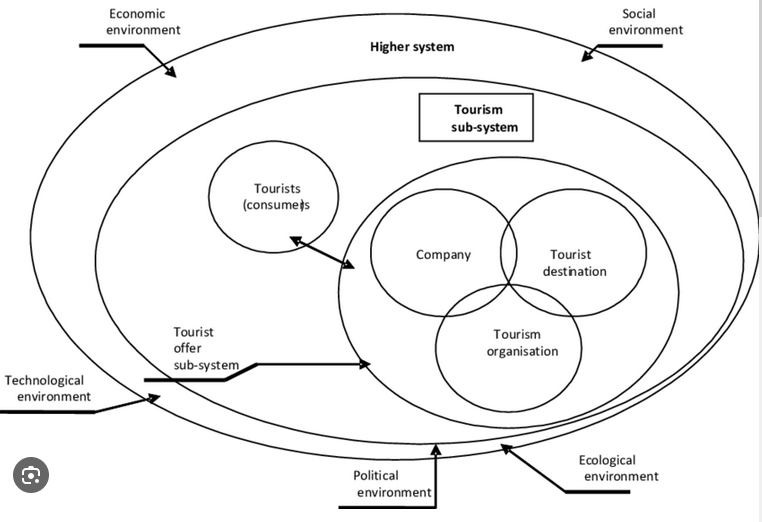 Economic
environment
Social
environment
Higher system
Tourism
sub-system
Tourists
(consumers
Company
Tourist
destination
Tourism
organisation
Tourist
offer
sub-system
Technological
environment
Political
environment
Ecological
environment